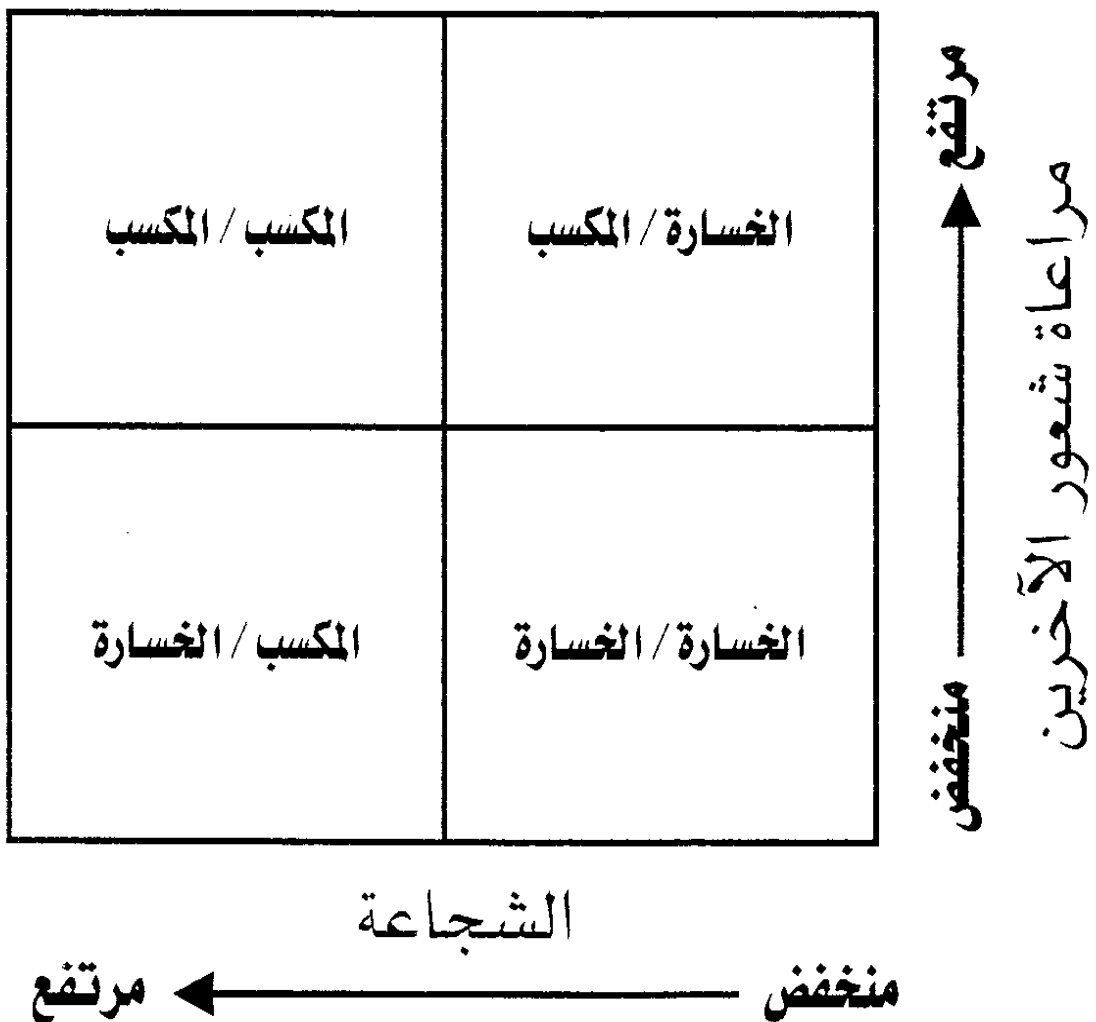 الخسارة / المكسب
المكسب / المكسب
الخسارة / الخسارة
المكسب / الخسارة
مرتفع
منخفض
مراعاة شعور الآخرين
الشجاعة
منخفض
مرتفع